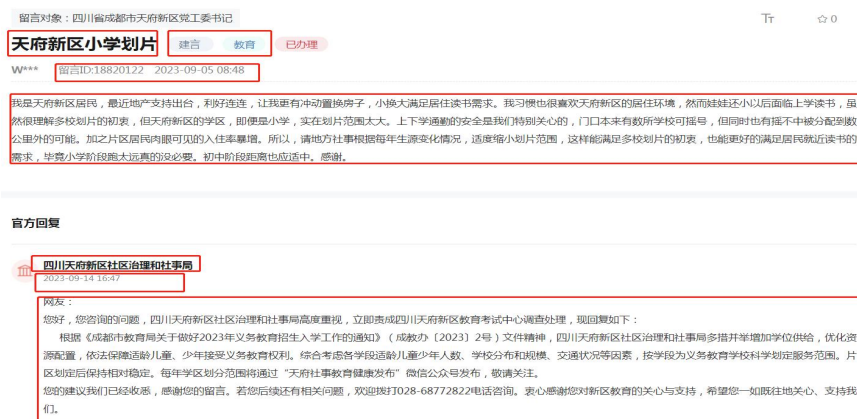 留言对象：四川省成都市天府新区党工委书记
TT ☆ 0
天府新区小学划片 建言 教育 已办理
W*** 留言ID:18820122 2023-09-05 08:48
我是天府新区居民，最近地产支持出台，利好连连，让我更有冲动置换房子，小换大满足居住读书需求。我习惯也很喜欢天府新区的居住环境，然而娃娃还小以后面临上学读书，虽
然很理解多校划片的初衷，但天府新区的学区，即便是小学，实在划片范围太大。上下学通勤的安全是我们特别关心的，门口本来有数所学校可摇号，但同时也有摇不中被分配到数
公里外的可能。加之片区居民肉眼可见的入住率暴增。所以，请地方社事根据每年生源变化情况，适度缩小划片范围，这样能满足多校划片的初衷，也能更好的满足居民就近读书的
需求，毕竟小学阶段跑太远真的没必要。初中阶段距离也应适中。感谢。
官方回复
四川天府新区社区治理和社事局
2023-09-14 16:47
网友：
您好，您咨询的问题，四川天府新区社区治理和社事局高度重视，立即责成四川天府新区教育考试中心调查处理，现回复如下：
根据《成都市教育局关于做好2023年义务教育招生入学工作的通知》（成教办〔2023〕2号）文件精神，四川天府新区社区治理和社事局多措并举增加学位供给，优化资
源配置，依法保障适龄儿童、少年接受义务教育权利。综合考虑各学段适龄儿童少年人数、学校分布和规模、交通状况等因素，按学段为义务教育学校科学划定服务范围。片
区划定后保持相对稳定。每年学区划分范围将通过“天府社事教育健康发布”微信公众号发布，敬请关注。
您的建议我们已经收悉，感谢您的留言。若您后续还有相关问题，欢迎拨打028-68772822电话咨询。衷心感谢您对新区教育的关心与支持，希望您一如既往地关心、支持我
们。